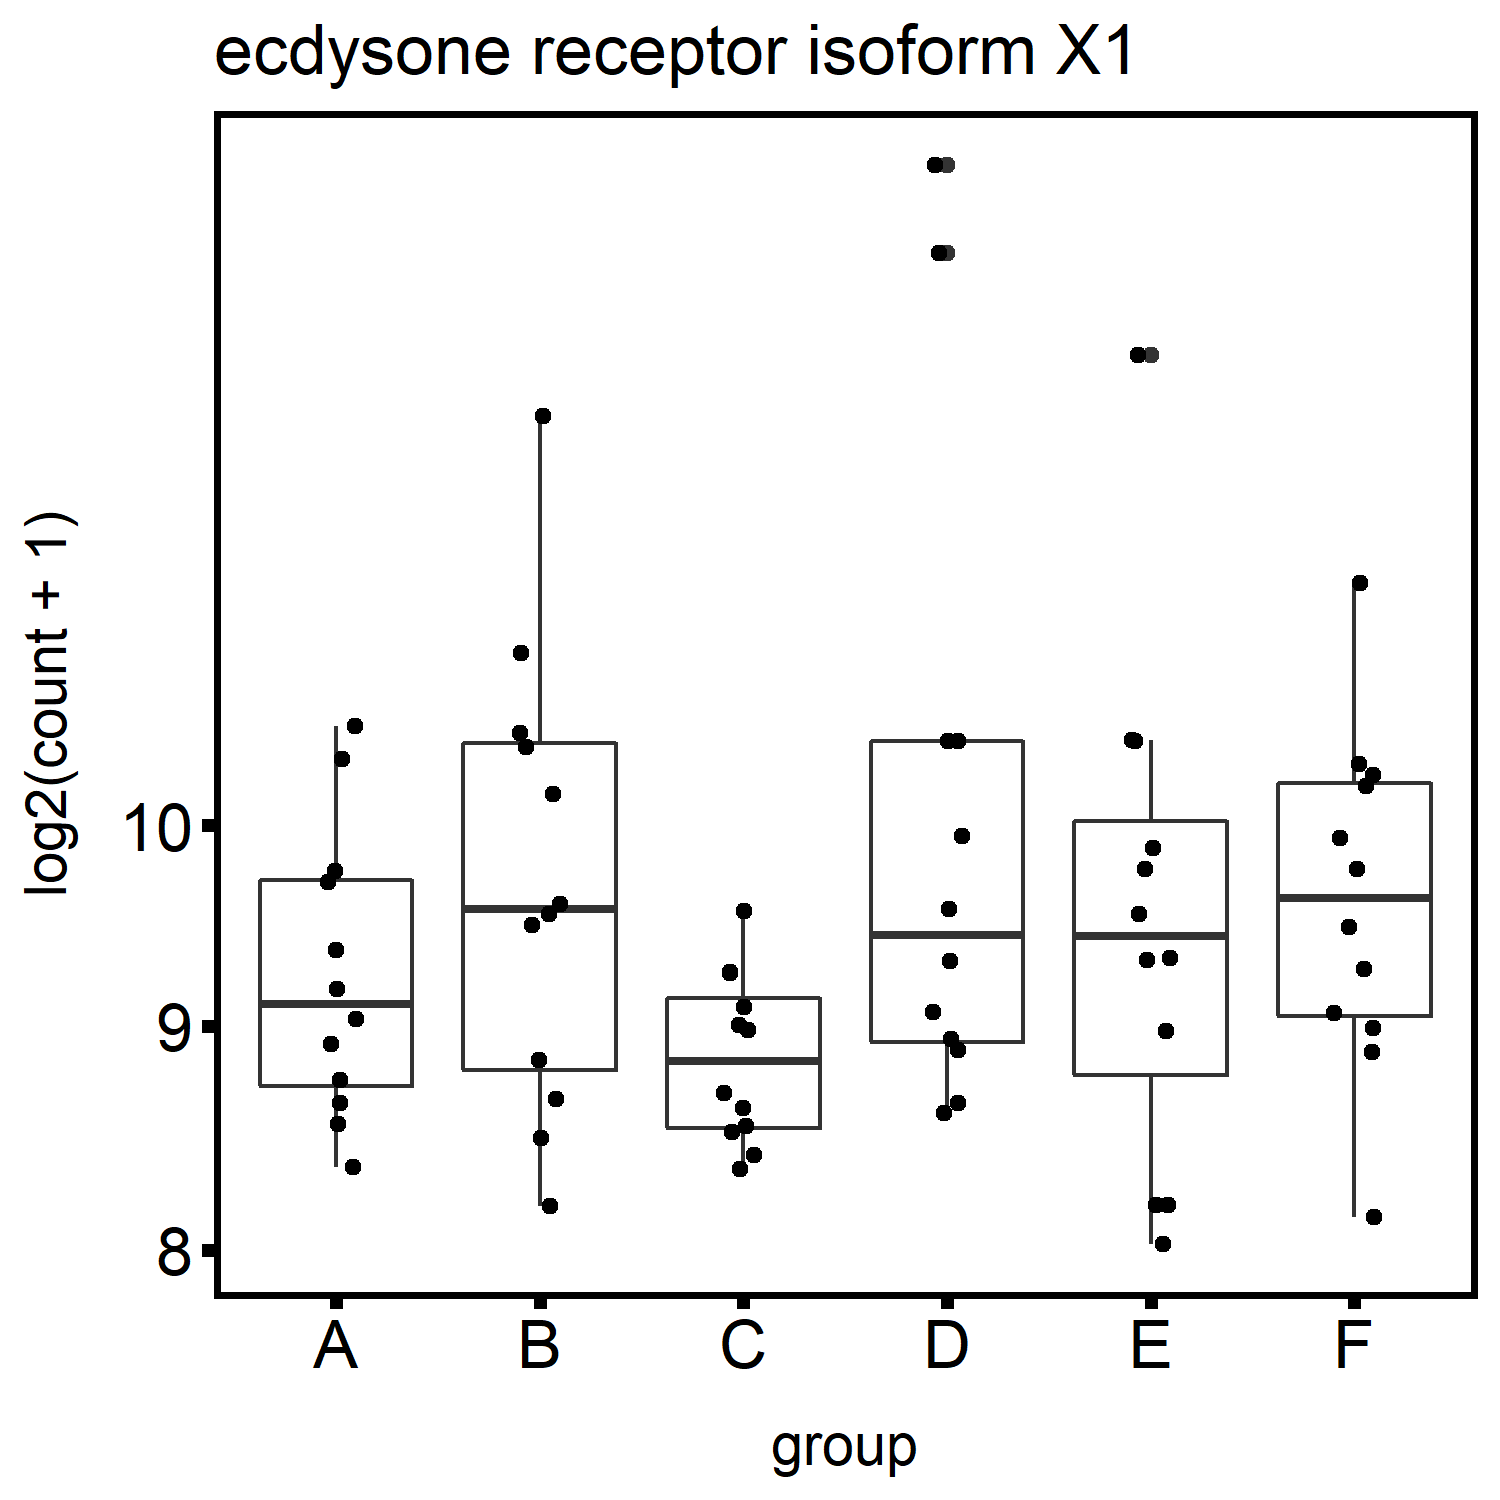 ecdysone receptor isoform X1
log2(count + 1)
10
9
8
A B C D E F
group